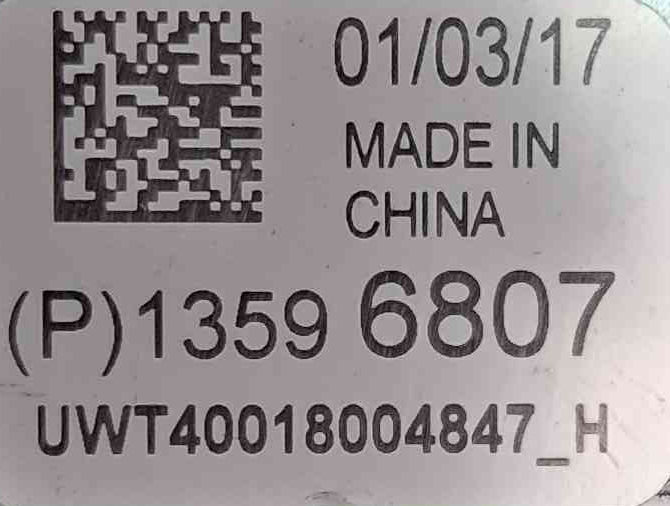 01/03/17
MADE IN
CHINA
(P)1359 6807
UWT40018004847_H